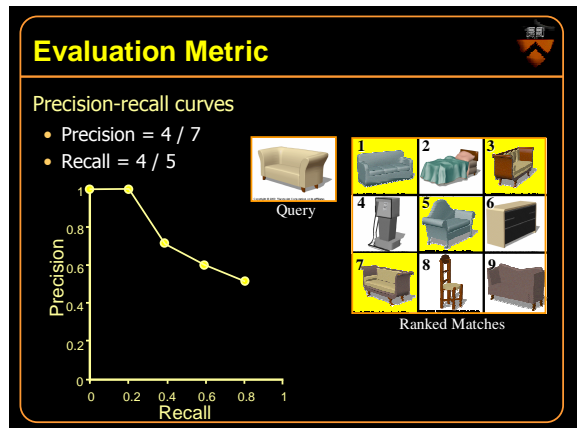 Evaluation Metric
Precision-recall curves
• Precision = 4 / 7
• Recall = 4 / 5
Query
1 2 3
4 5 6
7 8 9
Ranked Matches
Precision
1
0.8
0.6
0.4
0.2
0
0 0.2 0.4 0.6 0.8 1
Recall